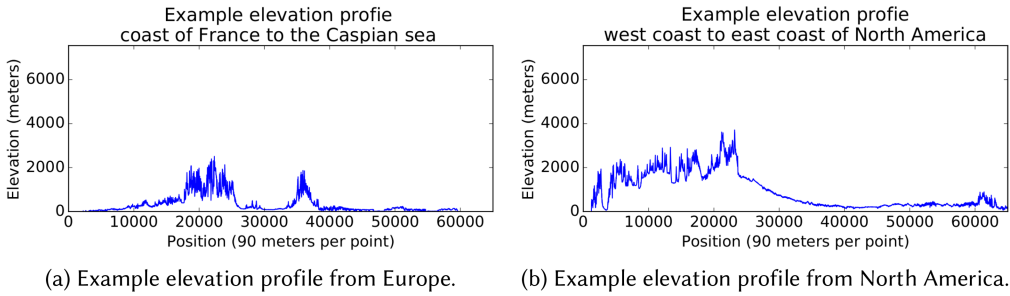 Example elevation profie
coast of France to the Caspian sea
Elevation (meters)
6000
4000
2000
0
0 10000 20000 30000 40000 50000 60000
Position (90 meters per point)
(a) Example elevation profile from Europe.
Example elevation profie
west coast to east coast of North America
Elevation (meters)
6000
4000
2000
0
0 10000 20000 30000 40000 50000 60000
Position (90 meters per point)
(b) Example elevation profile from North America.